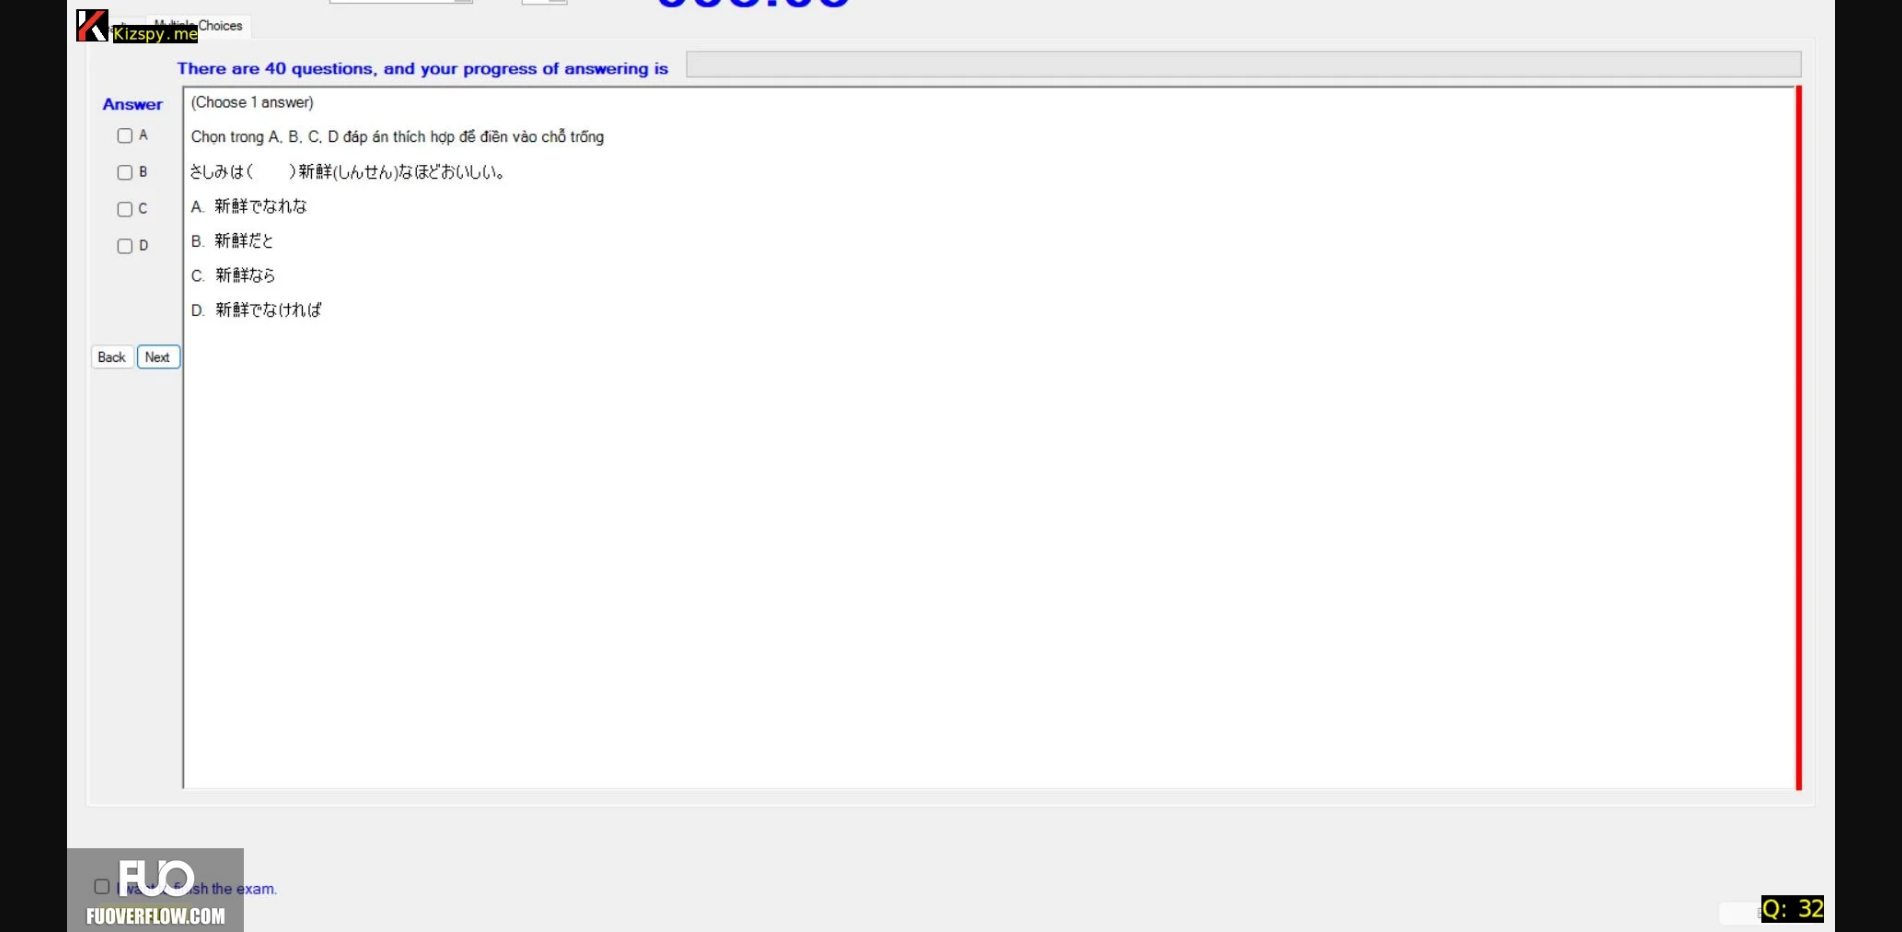 Multiple Choices
Kizspy.me
There are 40 questions, and your progress of answering is
Answer
(Choose 1 answer)
A
Chọn trong A, B, C, D đáp án thích hợp để điền vào chỗ trống
B
さしみは(　　)新鮮(しんせん)なほどおいしい。
C
A. 新鮮でなれな
D
B. 新鮮だと
C. 新鮮なら
D. 新鮮でなければ
Back
Next
FUO
I want finish the exam.
FUOVERFLOW.COM
Q: 32